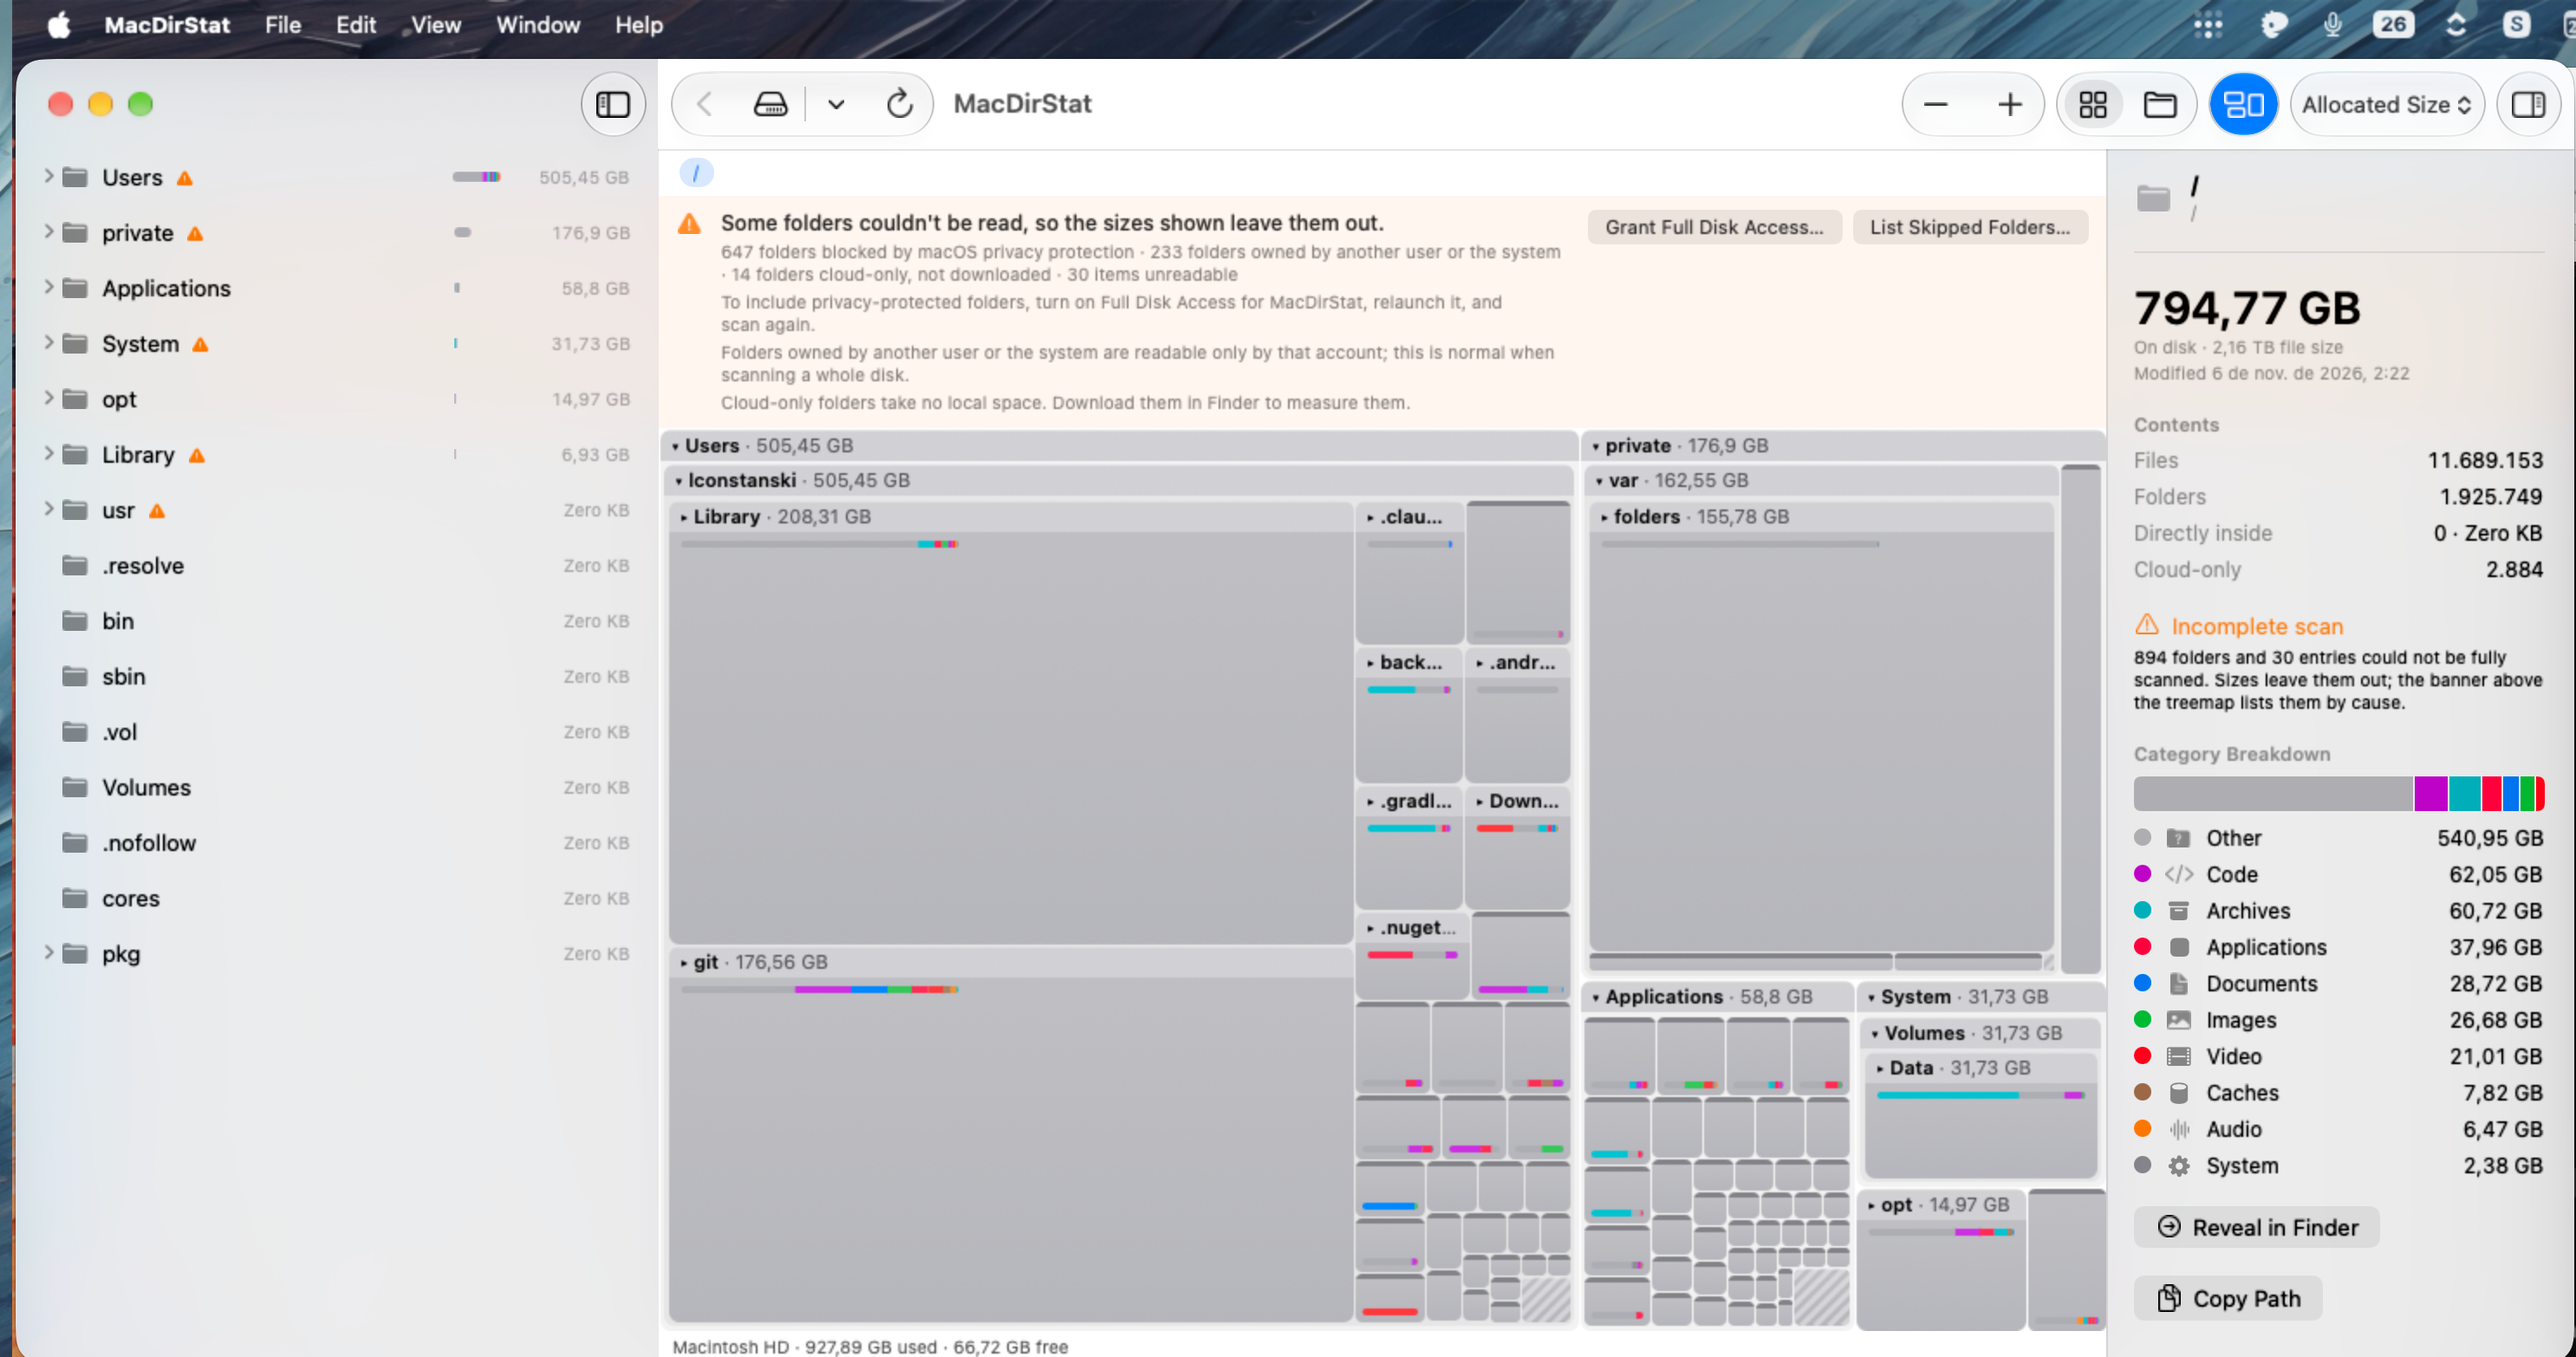 MacDirStat File Edit View Window Help
26
S
MacDirStat
Allocated Size
Users 505,45 GB
private 176,9 GB
Applications 58,8 GB
System 31,73 GB
opt 14,97 GB
Library 6,93 GB
usr Zero KB
.resolve Zero KB
bin Zero KB
sbin Zero KB
.vol Zero KB
Volumes Zero KB
.nofollow Zero KB
cores Zero KB
pkg Zero KB
/
Some folders couldn't be read, so the sizes shown leave them out.
647 folders blocked by macOS privacy protection · 233 folders owned by another user or the system
· 14 folders cloud-only, not downloaded · 30 items unreadable
To include privacy-protected folders, turn on Full Disk Access for MacDirStat, relaunch it, and
scan again.
Folders owned by another user or the system are readable only by that account; this is normal when
scanning a whole disk.
Cloud-only folders take no local space. Download them in Finder to measure them.
Grant Full Disk Access...
List Skipped Folders...
Users · 505,45 GB
lconstanski · 505,45 GB
Library · 208,31 GB
.clau...
back...
.andr...
.gradl...
Down...
.nuget...
git · 176,56 GB
private · 176,9 GB
var · 162,55 GB
folders · 155,78 GB
Applications · 58,8 GB
System · 31,73 GB
Volumes · 31,73 GB
Data · 31,73 GB
opt · 14,97 GB
Macintosh HD · 927,89 GB used · 66,72 GB free
/
/
794,77 GB
On disk · 2,16 TB file size
Modified 6 de nov. de 2026, 2:22
Contents
Files 11.689.153
Folders 1.925.749
Directly inside 0 · Zero KB
Cloud-only 2.884
Incomplete scan
894 folders and 30 entries could not be fully
scanned. Sizes leave them out; the banner above
the treemap lists them by cause.
Category Breakdown
Other 540,95 GB
Code 62,05 GB
Archives 60,72 GB
Applications 37,96 GB
Documents 28,72 GB
Images 26,68 GB
Video 21,01 GB
Caches 7,82 GB
Audio 6,47 GB
System 2,38 GB
Reveal in Finder
Copy Path